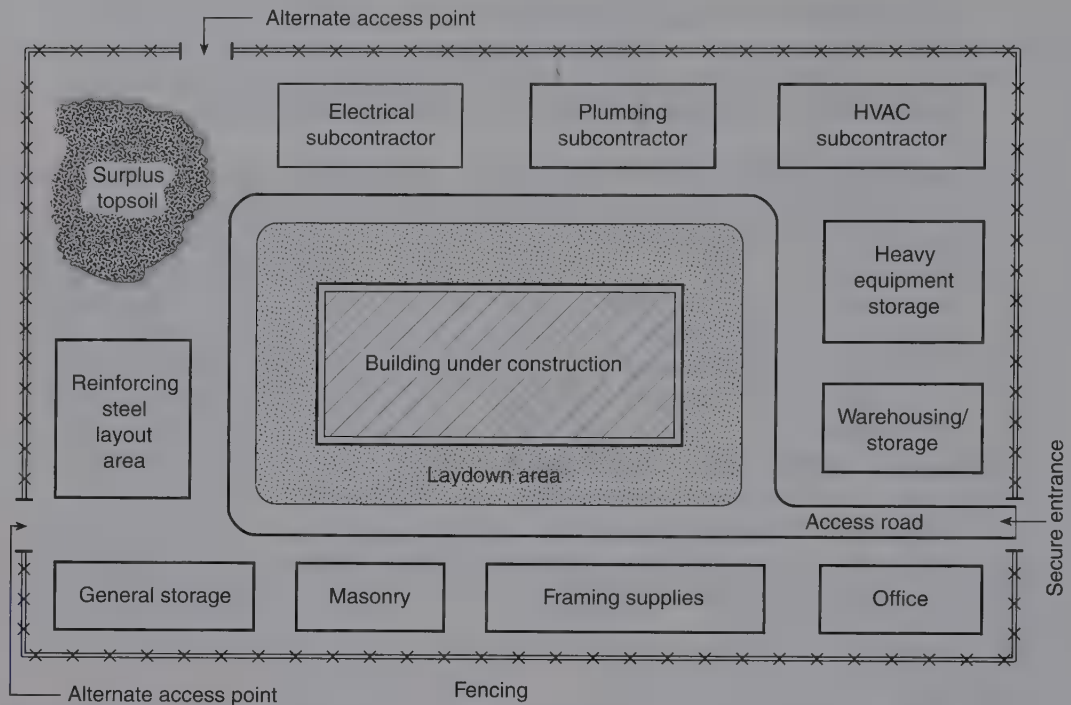 Alternate access point
Electrical
subcontractor
Plumbing
subcontractor
HVAC
subcontractor
Surplus
topsoil
Heavy
equipment
storage
Building under construction
Reinforcing
steel
layout
area
Warehousing/
storage
Laydown area
Access road
Secure entrance
General storage
Masonry
Framing supplies
Office
Alternate access point
Fencing